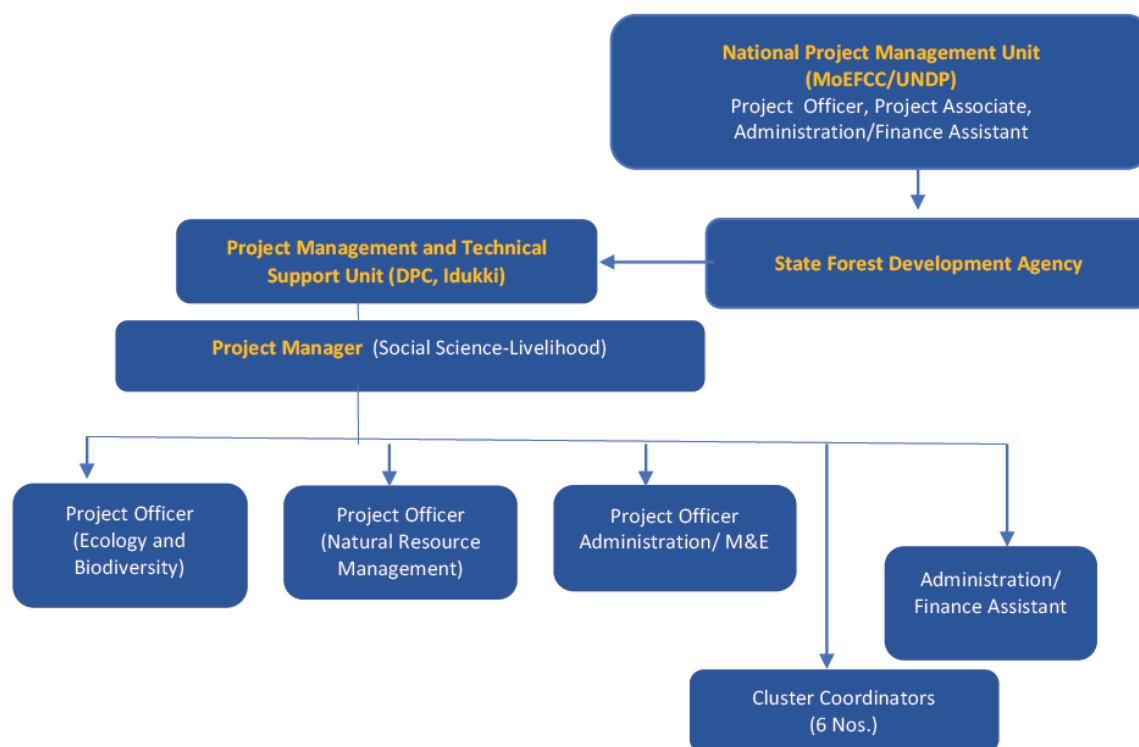 National Project Management Unit
(MoEFCC/UNDP)
Project Officer, Project Associate,
Administration/Finance Assistant
Project Management and Technical
Support Unit (DPC, Idukki)
State Forest Development Agency
Project Manager (Social Science-Livelihood)
Project Officer
(Ecology and
Biodiversity)
Project Officer
(Natural Resource
Management)
Project Officer
Administration/ M&E
Administration/
Finance Assistant
Cluster Coordinators
(6 Nos.)